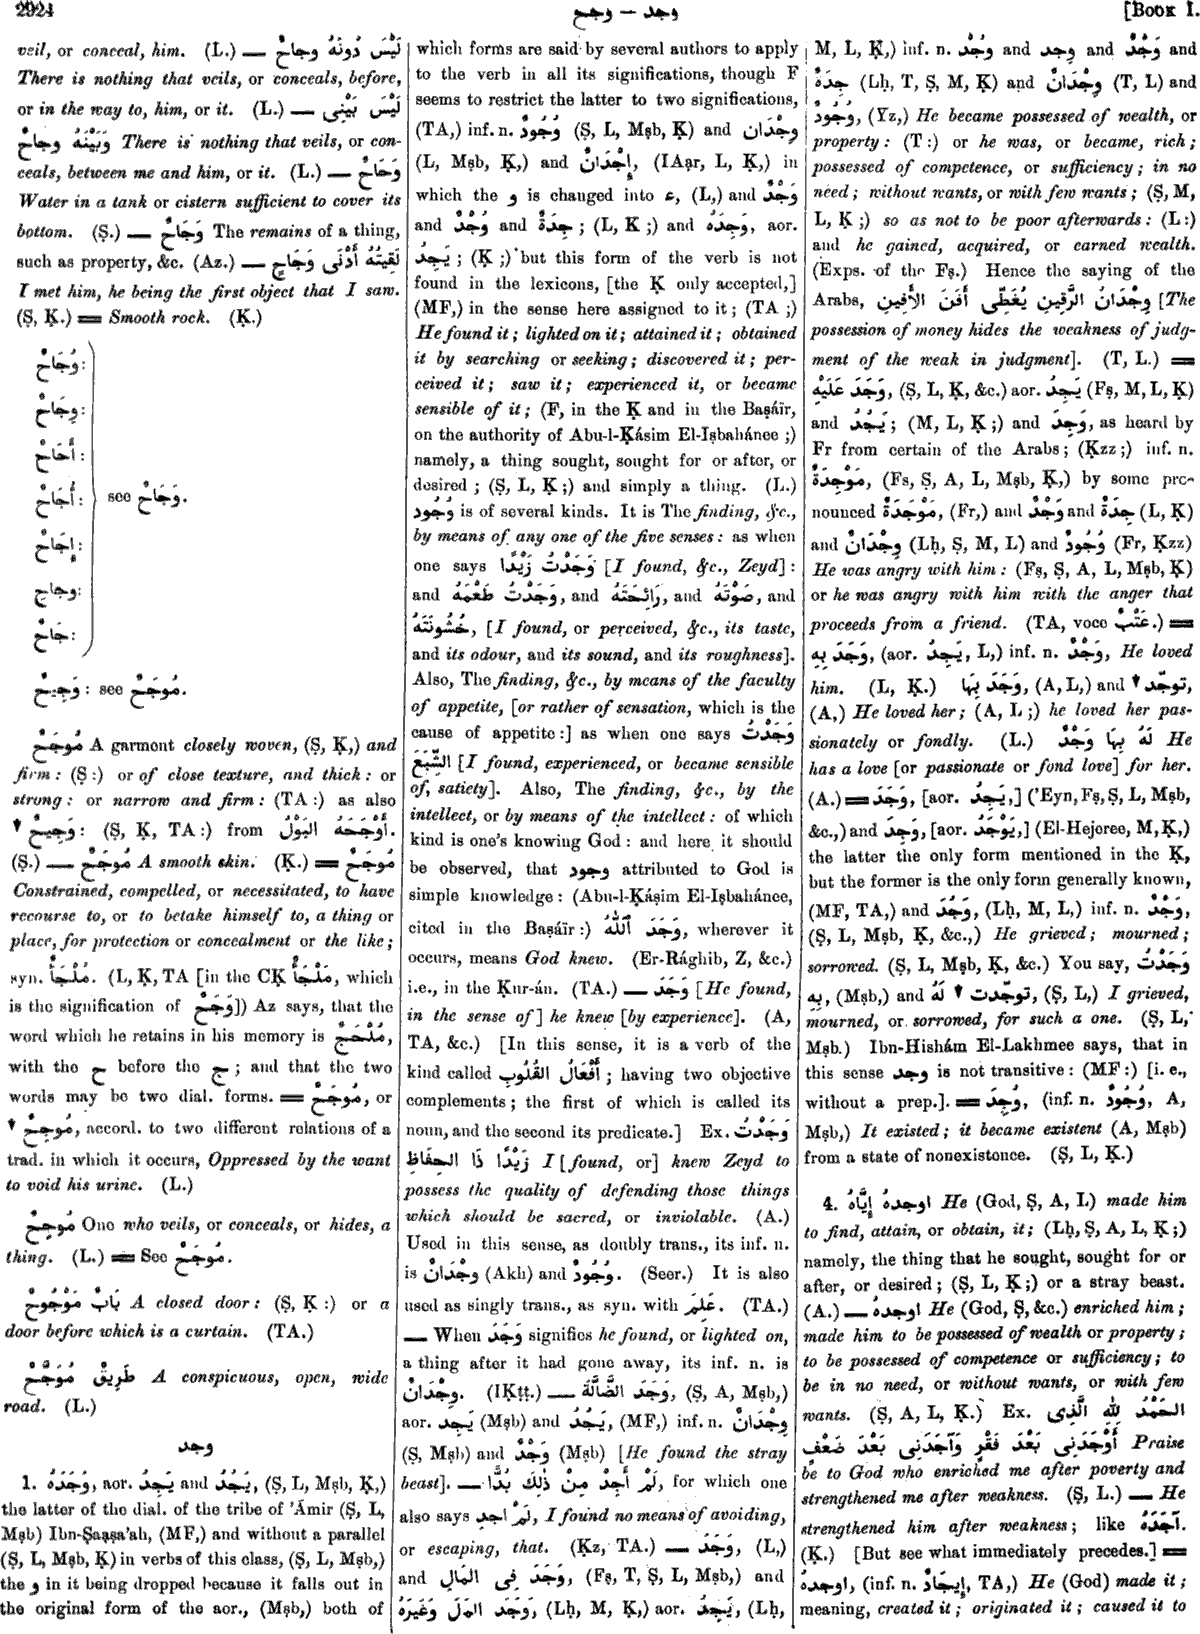 2924
وجح — وجد
[Book I.
veil, or conceal, him. (L.) — لَيْسَ دُونَهُ وِجَاحٌ
There is nothing that veils, or conceals, before,
or in the way to, him, or it. (L.) — لَيْسَ بَيْنِى
وَبَيْنَهُ وجاحٌ There is nothing that veils, or con-
ceals, between me and him, or it. (L.) — وَجَاحٌ
Water in a tank or cistern sufficient to cover its
bottom. (Ṣ.) — وَجَاحٌ The remains of a thing,
such as property, &c. (Az.) — لَقِيتُهُ أَدْنَى وَجَاحٍ
I met him, he being the first object that I saw.
(Ṣ, Ḳ.) = Smooth rock. (Ḳ.)
وُجَاحٌ:
وِجَاحٌ:
أَجَاحٌ:
أُجَاحٌ: see وَجَاحٌ.
إِجَاحٌ:
وجاحِ:
جَاحٌ:
وَجِيحٌ: see مُوجَحٌ.
مُوجَحٌ A garment closely woven, (Ṣ, Ḳ,) and
firm: (Ṣ:) or of close texture, and thick: or
strong: or narrow and firm: (TA:) as also
وَجِيحٌ: (Ṣ, Ḳ, TA:) from أَوْجَحَهُ البَوْلُ.
(Ṣ.) — مُوجَحٌ A smooth skin. (Ḳ.) = مُوجَحٌ
Constrained, compelled, or necessitated, to have
recourse to, or to betake himself to, a thing or
place, for protection or concealment or the like;
syn. مُلْجَأٌ. (L, Ḳ, TA [in the CḲ مَلْجَأٌ, which
is the signification of وَجَحٌ]) Az says, that the
word which he retains in his memory is مُلْحَجٌ,
with the ح before the ج; and that the two
words may be two dial. forms. = مُوجَحٌ, or
مُوجِحٌ, accord. to two different relations of a
trad. in which it occurs, Oppressed by the want
to void his urine. (L.)
مُوجِحٌ One who veils, or conceals, or hides, a
thing. (L.) = See مُوجَحٌ.
بَابٌ مَوْجُوحٌ A closed door: (Ṣ, Ḳ:) or a
door before which is a curtain. (TA.)
طَرِيقٌ مُوَجَّحٌ A conspicuous, open, wide
road. (L.)
وجد
1. وَجَدَهُ, aor. يَجِدُ and يَجُدُ, (Ṣ, L, Mṣb, Ḳ,)
the latter of the dial. of the tribe of 'Ámir (Ṣ, L,
Mṣb) Ibn-Ṣaạṣa'ah, (MF,) and without a parallel
(Ṣ, L, Mṣb, Ḳ) in verbs of this class, (Ṣ, L, Mṣb,)
the و in it being dropped because it falls out in
the original form of the aor., (Mṣb,) both of
which forms are said by several authors to apply
to the verb in all its significations, though F
seems to restrict the latter to two significations,
(TA,) inf. n. وُجُودٌ (Ṣ, L, Mṣb, Ḳ) and وِجْدَان
(L, Mṣb, Ḳ,) and إِجْدَانٌ, (IAạr, L, Ḳ,) in
which the و is changed into ء, (L,) and وَجْدٌ
and وُجْدٌ and جِدَةٌ; (L, K;) and وَجِدَهُ, aor.
يَجِدُ; (Ḳ;) but this form of the verb is not
found in the lexicons, [the Ḳ only accepted,]
(MF,) in the sense here assigned to it; (TA;)
He found it; lighted on it; attained it; obtained
it by searching or seeking; discovered it; per-
ceived it; saw it; experienced it, or became
sensible of it; (F, in the Ḳ and in the Baṣáïr,
on the authority of Abu-l-Ḳásim El-Iṣbahánee;)
namely, a thing sought, sought for or after, or
desired; (Ṣ, L, Ḳ;) and simply a thing. (L.)
وجود is of several kinds. It is The finding, &c.,
by means of any one of the five senses: as when
one says وَجَدْتُ زَيْدًا [I found, &c., Zeyd]:
and وَجَدْتُ طَعْمَهُ, and رَائِحَتَهُ, and صَوْتَهُ, and
خُشُونَتَهُ, [I found, or perceived, &c., its taste,
and its odour, and its sound, and its roughness].
Also, The finding, &c., by means of the faculty
of appetite, [or rather of sensation, which is the
cause of appetite:] as when one says وَجَدْتُ
الشِّبَعَ [I found, experienced, or became sensible
of, satiety]. Also, The finding, &c., by the
intellect, or by means of the intellect: of which
kind is one's knowing God: and here it should
be observed, that وجود attributed to God is
simple knowledge: (Abu-l-Ḳásim El-Iṣbahánee,
cited in the Baṣáïr:) وَجَدَ ٱللّٰهُ, wherever it
occurs, means God knew. (Er-Rághib, Z, &c.)
i.e., in the Ḳur-án. (TA.) — وَجَدَ [He found,
in the sense of] he knew [by experience]. (A,
TA, &c.) [In this sense, it is a verb of the
kind called أَفْعَالُ القُلُوبِ; having two objective
complements; the first of which is called its
noun, and the second its predicate.] Ex. وَجَدْتُ
زَيْدًا ذَا الحِفَاظِ I [found, or] knew Zeyd to
possess the quality of defending those things
which should be sacred, or inviolable. (A.)
Used in this sense, as doubly trans., its inf. n.
is وِجْدَانٌ (Akh) and وُجُودٌ. (Seer.) It is also
used as singly trans., as syn. with عَلِمَ. (TA.)
— When وَجَدَ signifies he found, or lighted on,
a thing after it had gone away, its inf. n. is
وِجْدَانٌ. (IḲṭṭ.) — وَجَدَ الضَّالَّةَ, (Ṣ, A, Mṣb,)
aor. يَجِد (Mṣb) and يَجُدُ, (MF,) inf. n. وِجْدَانٌ
(Ṣ, Mṣb) and وَجْدٌ (Mṣb) [He found the stray
beast]. — لَمْ أَجِدْ مِنْ ذٰلِكَ بُدًّا, for which one
also says لَمْ اجد, I found no means of avoiding,
or escaping, that. (Kz, TA.) — وَجَدَ, (L,)
and وَجَدَ فِى المَالِ, (Fṣ, T, Ṣ, L, Mṣb,) and
وَجَدَ المَالَ وَغَيْرَهُ, (Lḥ, M, Ḳ,) aor. يَجِدُ, (Lḥ,
M, L, Ḳ,) inf. n. وُجْدٌ and وِجد and وَجْدٌ and
جِدَةٌ (Lḥ, T, Ṣ, M, Ḳ) and وِجْدَانٌ (T, L) and
وُجُودٌ, (Yz,) He became possessed of wealth, or
property: (T:) or he was, or became, rich;
possessed of competence, or sufficiency; in no
need; without wants, or with few wants; (Ṣ, M,
L, Ḳ;) so as not to be poor afterwards: (L:)
and he gained, acquired, or earned wealth.
(Exps. of the Fṣ.) Hence the saying of the
Arabs, وِجْدَانُ الرَّقِينِ يُغَطِّى أَفَنَ الأَفِينِ [The
possession of money hides the weakness of judg-
ment of the weak in judgment]. (T, L.) =
وَجَدَ عَلَيْهِ, (Ṣ, L, Ḳ, &c.) aor. يَجِدُ (Fṣ, M, L, Ḳ)
and يَجُدُ; (M, L, Ḳ;) and وَجِدَ, as heard by
Fr from certain of the Arabs; (Ḳzz;) inf. n.
مَوْجِدَةٌ, (Fs, Ṣ, A, L, Mṣb, Ḳ,) by some pro-
nounced مَوْجَدَةٌ, (Fr,) and وَجْدٌ and جِدَةٌ (L, Ḳ)
and وِجْدَانٌ (Lḥ, Ṣ, M, L) and وُجُودٌ (Fr, Ḳzz)
He was angry with him: (Fṣ, Ṣ, A, L, Mṣb, Ḳ)
or he was angry with him with the anger that
proceeds from a friend. (TA, voce عَتْبٌ.) =
وَجَدَ بِهِ, (aor. يَجِدُ, L,) inf. n. وَجْدٌ, He loved
him. (L, Ḳ.) وَجَدَ بِهَا, (A, L,) and توجّد,
(A,) He loved her; (A, L;) he loved her pas-
sionately or fondly. (L.) لَهُ بِهَا وَجْدٌ He
has a love [or passionate or fond love] for her.
(A.) = وَجَدَ, [aor. يَجِدُ,] ('Eyn, Fṣ, Ṣ, L, Mṣb,
&c.,) and وَجِدَ, [aor. يَوْجَدُ,] (El-Hejeree, M, Ḳ,)
the latter the only form mentioned in the Ḳ,
but the former is the only form generally known,
(MF, TA,) and وَجُدَ, (Lḥ, M, L,) inf. n. وَجْدٌ,
(Ṣ, L, Mṣb, Ḳ, &c.,) He grieved; mourned;
sorrowed. (Ṣ, L, Mṣb, Ḳ, &c.) You say, وَجَدْتُ
بِهِ, (Mṣb,) and توجّدت لَهُ, (Ṣ, L,) I grieved,
mourned, or sorrowed, for such a one. (Ṣ, L,
Mṣb.) Ibn-Hishám El-Lakhmee says, that in
this sense وجد is not transitive: (MF:) [i. e.,
without a prep.]. = وُجِدَ, (inf. n. وُجُودٌ, A,
Mṣb,) It existed; it became existent (A, Mṣb)
from a state of nonexistence. (Ṣ, L, Ḳ.)
4. اوجدهُ إِيَّاهُ He (God, Ṣ, A, L) made him
to find, attain, or obtain, it; (Lḥ, Ṣ, A, L, Ḳ;)
namely, the thing that he sought, sought for or
after, or desired; (Ṣ, L, Ḳ;) or a stray beast.
(A.) — اوجدهُ He (God, Ṣ, &c.) enriched him;
made him to be possessed of wealth or property;
to be possessed of competence or sufficiency; to
be in no need, or without wants, or with few
wants. (Ṣ, A, L, Ḳ.) Ex. الحَمْدُ لِلّٰهِ الَّذِى
أَوْجَدَنِى بَعْدَ فَقْرٍ وَآجَدَنِى بَعْدَ ضَعْفٍ Praise
be to God who enriched me after poverty and
strengthened me after weakness. (Ṣ, L.) — He
strengthened him after weakness; like آجَدَهُ.
(Ḳ.) [But see what immediately precedes.] =
اوجدهُ, (inf. n. إِيجَادٌ, TA,) He (God) made it;
meaning, created it; originated it; caused it to